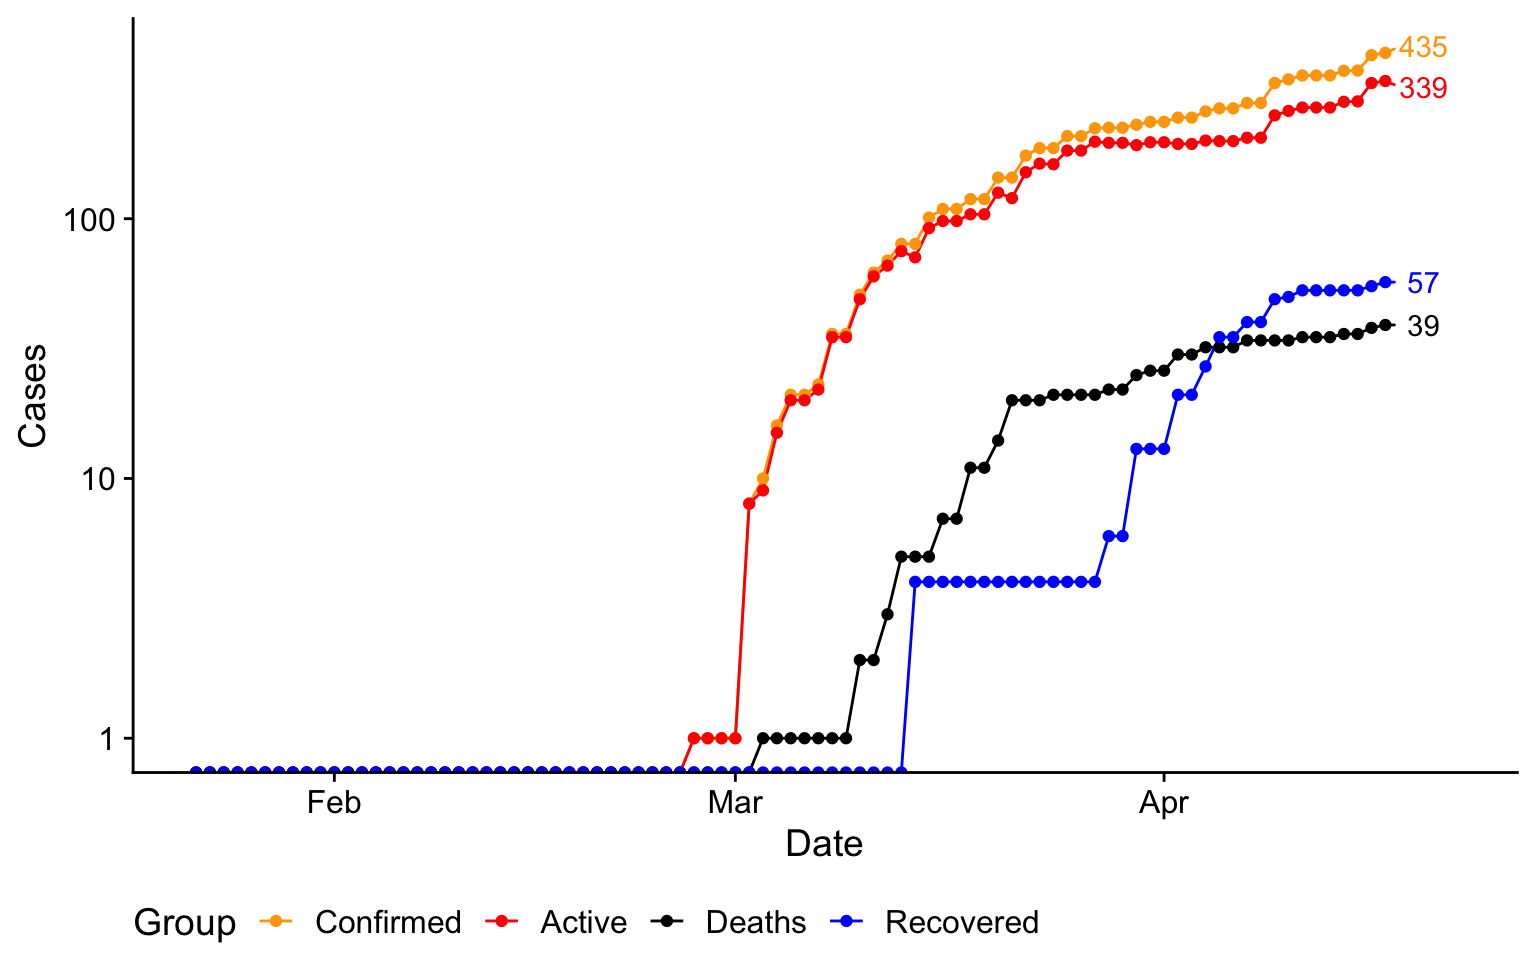 435
339
100
57
39
Cases
10
1
Feb Mar Apr
Date
Group Confirmed Active Deaths Recovered